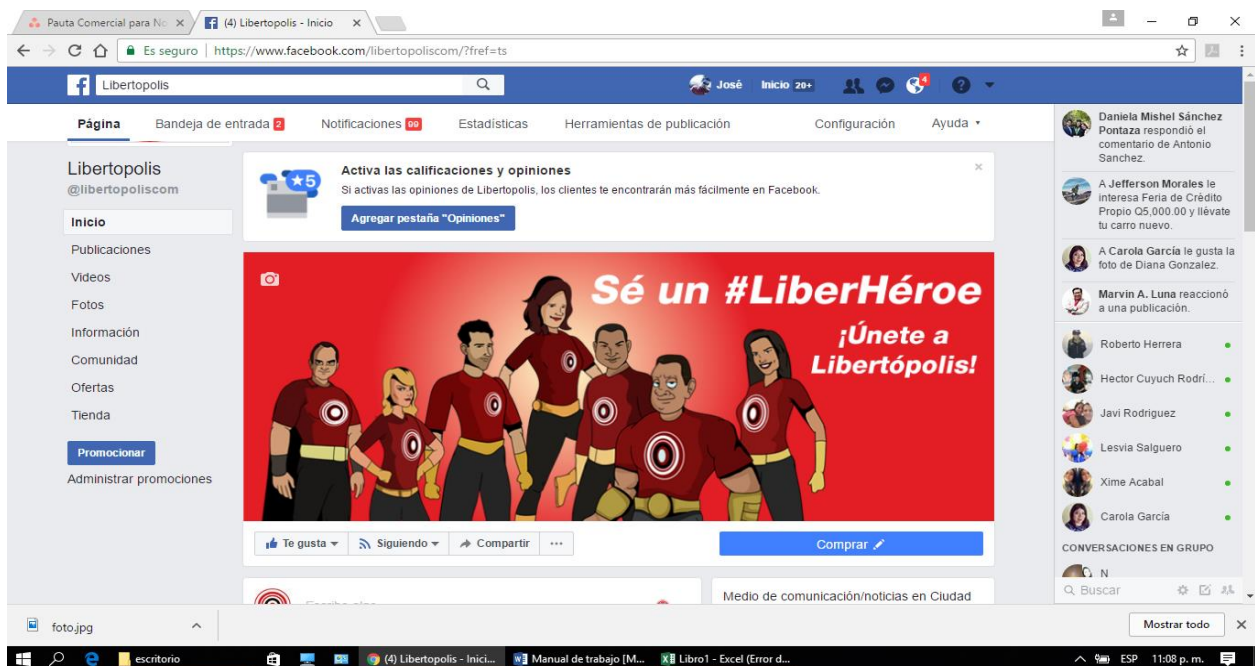 Pauta Comercial para No
(4) Libertopolis - Inicio
Es seguro
https://www.facebook.com/libertopoliscom/?fref=ts
Libertopolis
José
Inicio 20+
4
Página
Bandeja de entrada 2
Notificaciones 99
Estadísticas
Herramientas de publicación
Configuración
Ayuda
Libertopolis
@libertopoliscom
Inicio
Publicaciones
Videos
Fotos
Información
Comunidad
Ofertas
Tienda
Promocionar
Administrar promociones
5
Activa las calificaciones y opiniones
Si activas las opiniones de Libertopolis, los clientes te encontrarán más fácilmente en Facebook.
Agregar pestaña "Opiniones"
Sé un #LiberHéroe
¡Únete a
Libertópolis!
Te gusta
Siguiendo
Compartir
Comprar
Medio de comunicación/noticias en Ciudad
Daniela Mishel Sánchez
Pontaza respondió el
comentario de Antonio
Sanchez.
A Jefferson Morales le
interesa Feria de Crédito
Propio Q5,000.00 y llévate
tu carro nuevo.
A Carola García le gusta la
foto de Diana Gonzalez.
Marvin A. Luna reaccionó
a una publicación.
Roberto Herrera
Hector Cuyuch Rodrí...
Javi Rodriguez
Lesvia Salguero
Xime Acabal
Carola García
CONVERSACIONES EN GRUPO
N
Buscar
foto.jpg
Mostrar todo
escritorio
(4) Libertopolis - Inici...
Manual de trabajo [M...
Libro1 - Excel (Error d...
ESP
11:08 p. m.